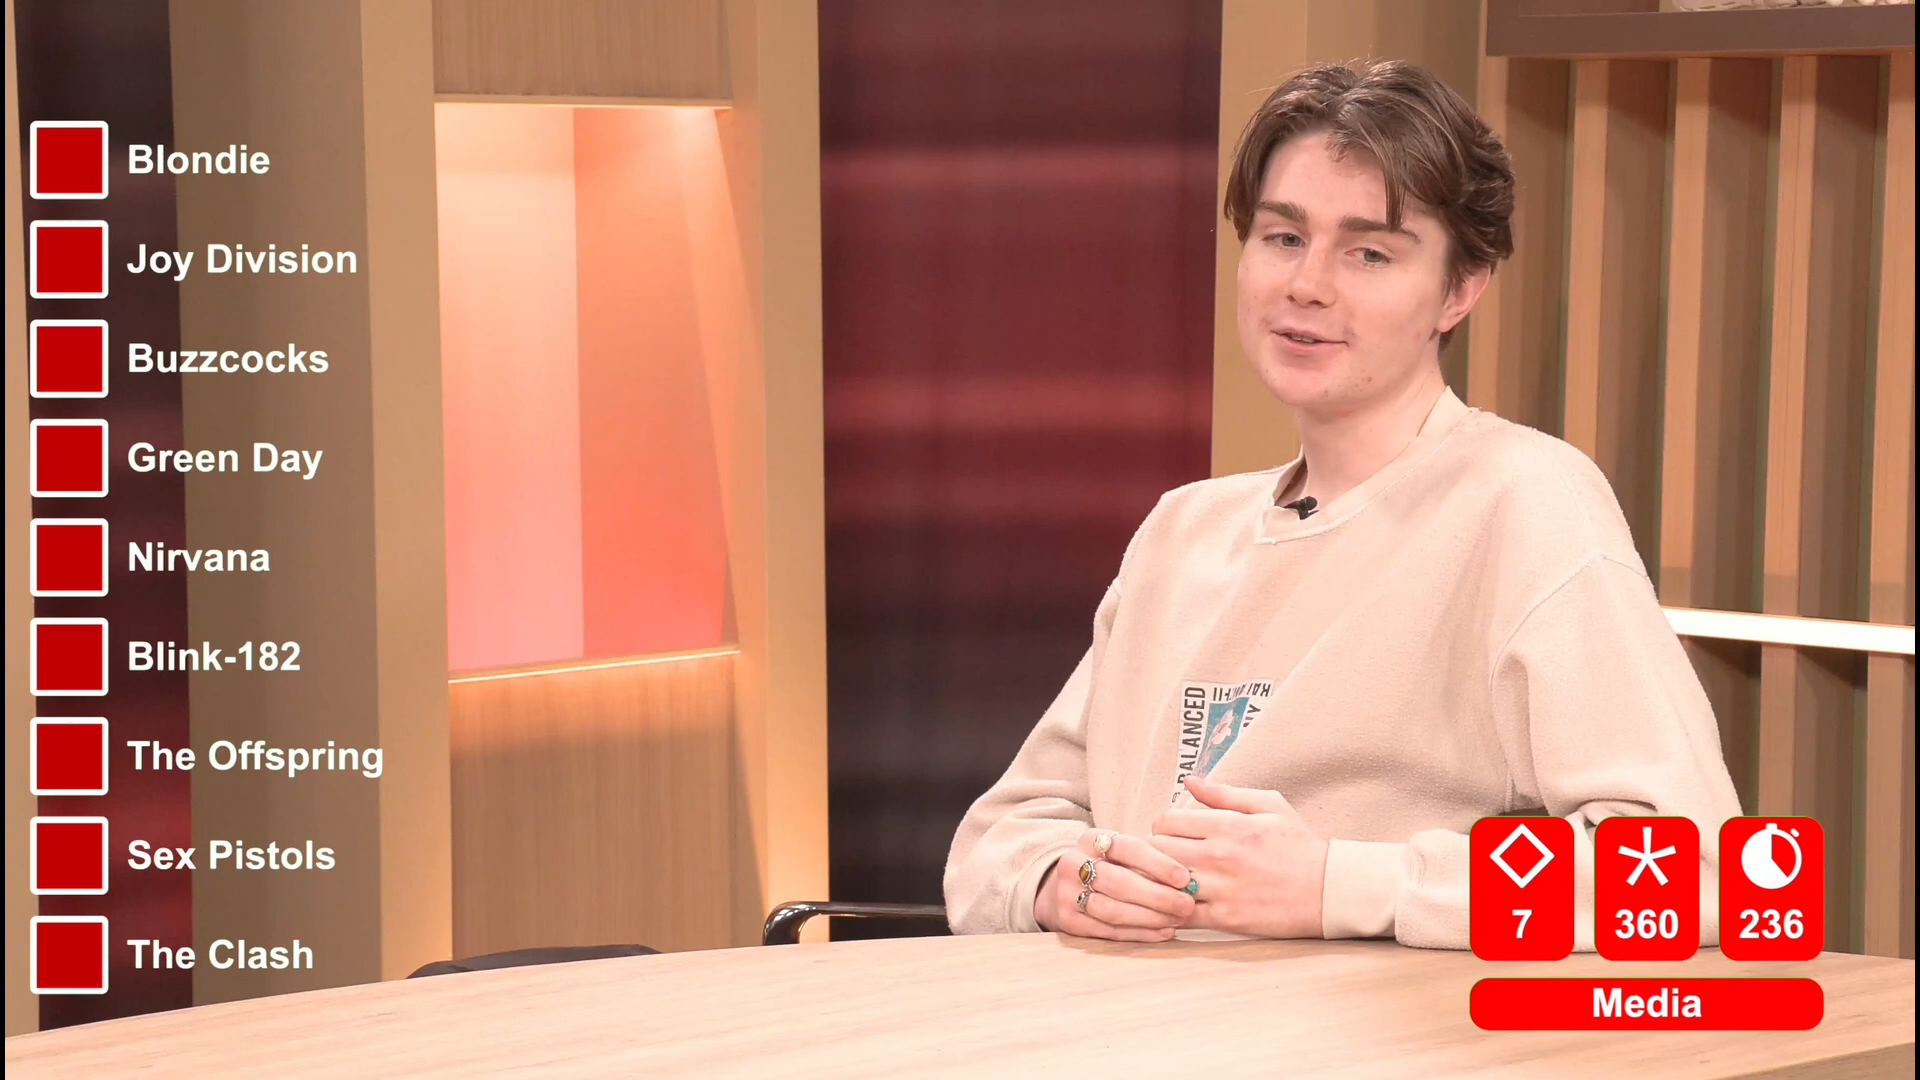 Blondie
Joy Division
Buzzcocks
Green Day
Nirvana
Blink-182
The Offspring
Sex Pistols
The Clash
BALANCED
7
360
236
Media